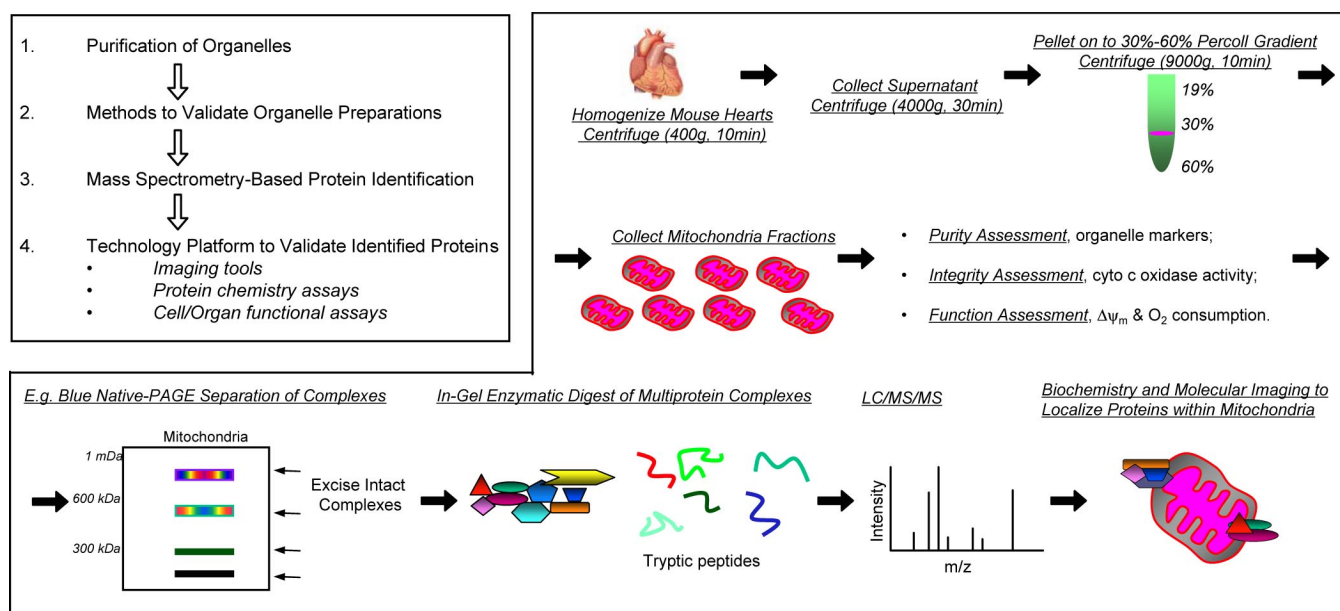 1. Purification of Organelles
2. Methods to Validate Organelle Preparations
3. Mass Spectrometry-Based Protein Identification
4. Technology Platform to Validate Identified Proteins
• Imaging tools
• Protein chemistry assays
• Cell/Organ functional assays
Homogenize Mouse Hearts
Centrifuge (400g, 10min)
Collect Supernatant
Centrifuge (4000g, 30min)
Pellet on to 30%-60% Percoll Gradient
Centrifuge (9000g, 10min)
19%
30%
60%
Collect Mitochondria Fractions
• Purity Assessment, organelle markers;
• Integrity Assessment, cyto c oxidase activity;
• Function Assessment, Δψm & O2 consumption.
E.g. Blue Native-PAGE Separation of Complexes
Mitochondria
1 mDa
600 kDa
300 kDa
Excise Intact
Complexes
In-Gel Enzymatic Digest of Multiprotein Complexes
Tryptic peptides
LC/MS/MS
Intensity
m/z
Biochemistry and Molecular Imaging to
Localize Proteins within Mitochondria